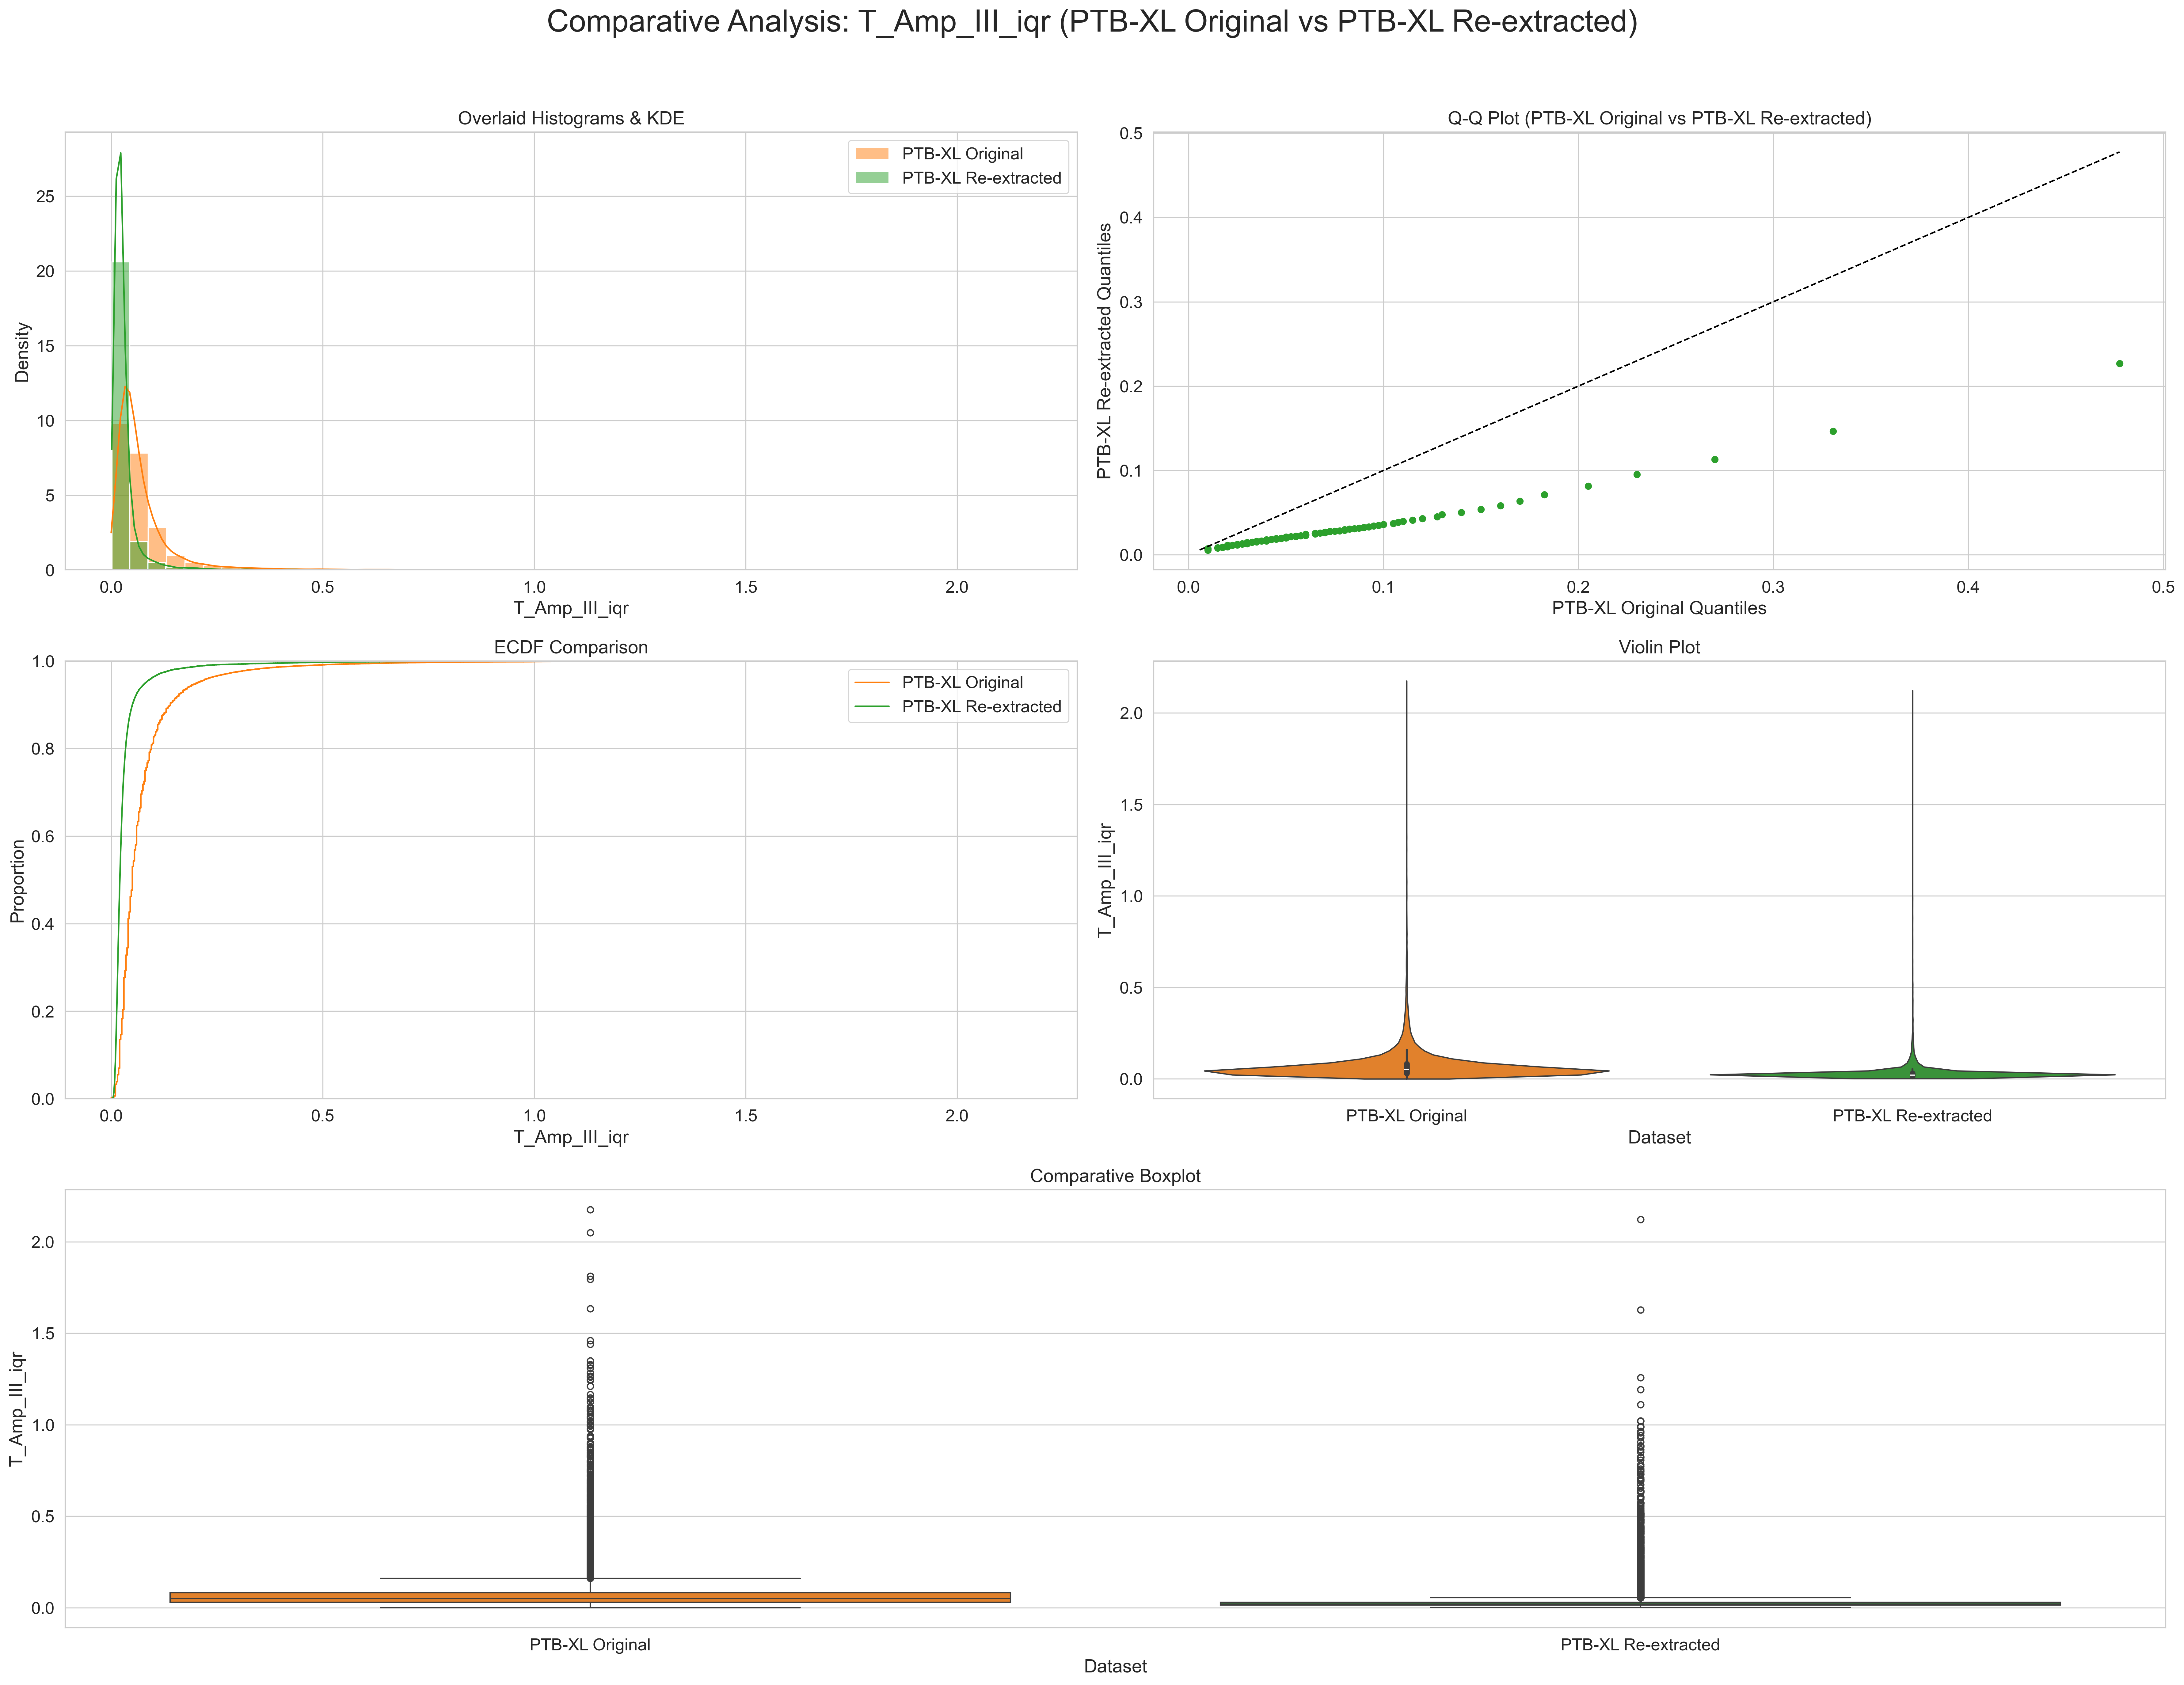 Comparative Analysis: T_Amp_III_iqr (PTB-XL Original vs PTB-XL Re-extracted)
Overlaid Histograms & KDE
PTB-XL Original
PTB-XL Re-extracted
Density
25
20
15
10
5
0
0.0 0.5 1.0 1.5 2.0
T_Amp_III_iqr
Q-Q Plot (PTB-XL Original vs PTB-XL Re-extracted)
PTB-XL Re-extracted Quantiles
0.5
0.4
0.3
0.2
0.1
0.0
0.0 0.1 0.2 0.3 0.4 0.5
PTB-XL Original Quantiles
ECDF Comparison
PTB-XL Original
PTB-XL Re-extracted
Proportion
1.0
0.8
0.6
0.4
0.2
0.0
0.0 0.5 1.0 1.5 2.0
T_Amp_III_iqr
Violin Plot
T_Amp_III_iqr
2.0
1.5
1.0
0.5
0.0
PTB-XL Original PTB-XL Re-extracted
Dataset
Comparative Boxplot
T_Amp_III_iqr
2.0
1.5
1.0
0.5
0.0
PTB-XL Original PTB-XL Re-extracted
Dataset